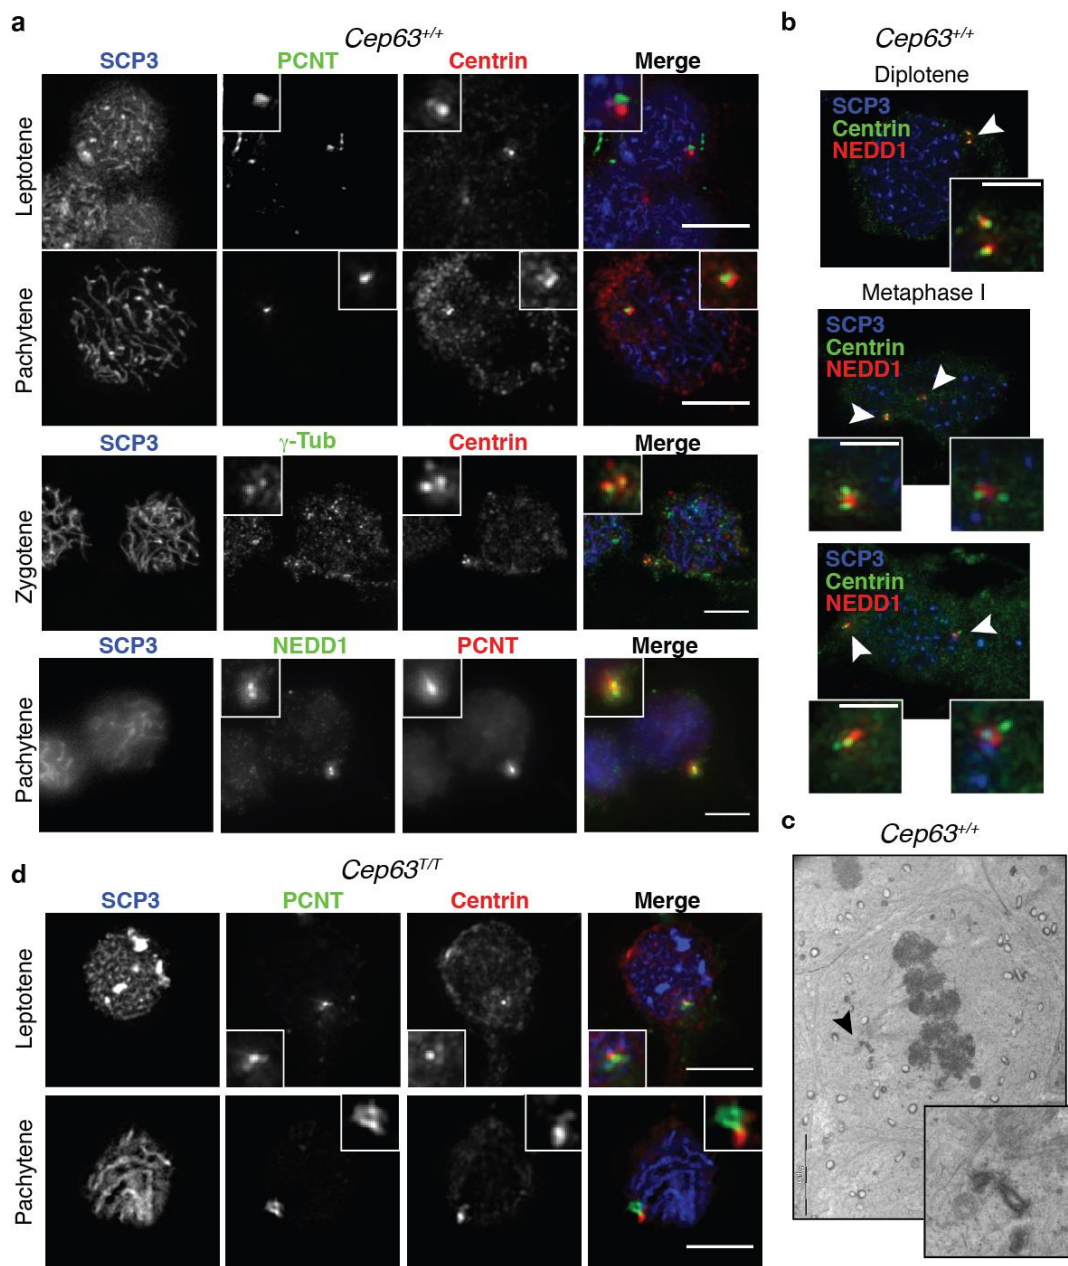 a
Cep63+/+
SCP3 PCNT Centrin Merge
Leptotene
Pachytene
SCP3 γ-Tub Centrin Merge
Zygotene
SCP3 NEDD1 PCNT Merge
Pachytene
b
Cep63+/+
Diplotene
SCP3
Centrin
NEDD1
Metaphase I
SCP3
Centrin
NEDD1
SCP3
Centrin
NEDD1
c
Cep63+/+
d
Cep63T/T
SCP3 PCNT Centrin Merge
Leptotene
Pachytene